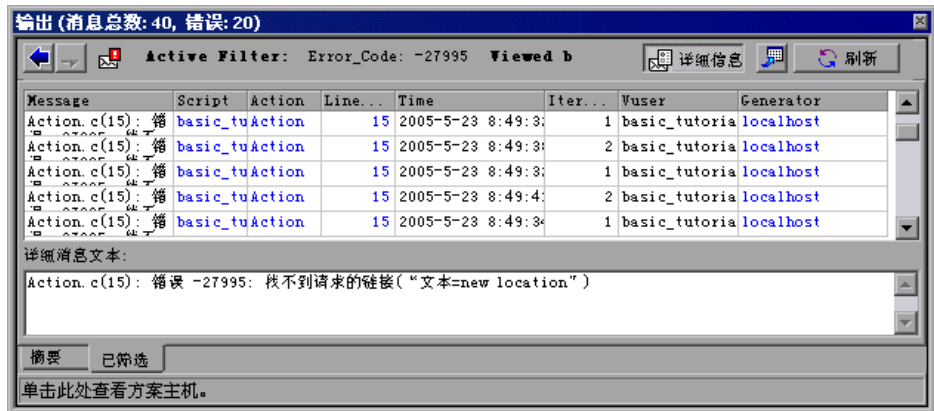 输出 (消息总数: 40, 错误: 20)
Active Filter: Error_Code: -27995 Viewed b 详细信息 刷新
Message Script Action Line... Time Iter... Vuser Generator
Action.c(15): 错 basic_tu Action 15 2005-5-23 8:49:3 1 basic_tutoria localhost
Action.c(15): 错 basic_tu Action 15 2005-5-23 8:49:3 2 basic_tutoria localhost
Action.c(15): 错 basic_tu Action 15 2005-5-23 8:49:3 1 basic_tutoria localhost
Action.c(15): 错 basic_tu Action 15 2005-5-23 8:49:4 2 basic_tutoria localhost
Action.c(15): 错 basic_tu Action 15 2005-5-23 8:49:34 1 basic_tutoria localhost
详细消息文本:
Action.c(15): 错误 -27995: 找不到请求的链接(“文本=new location”)
摘要 已筛选
单击此处查看方案主机。